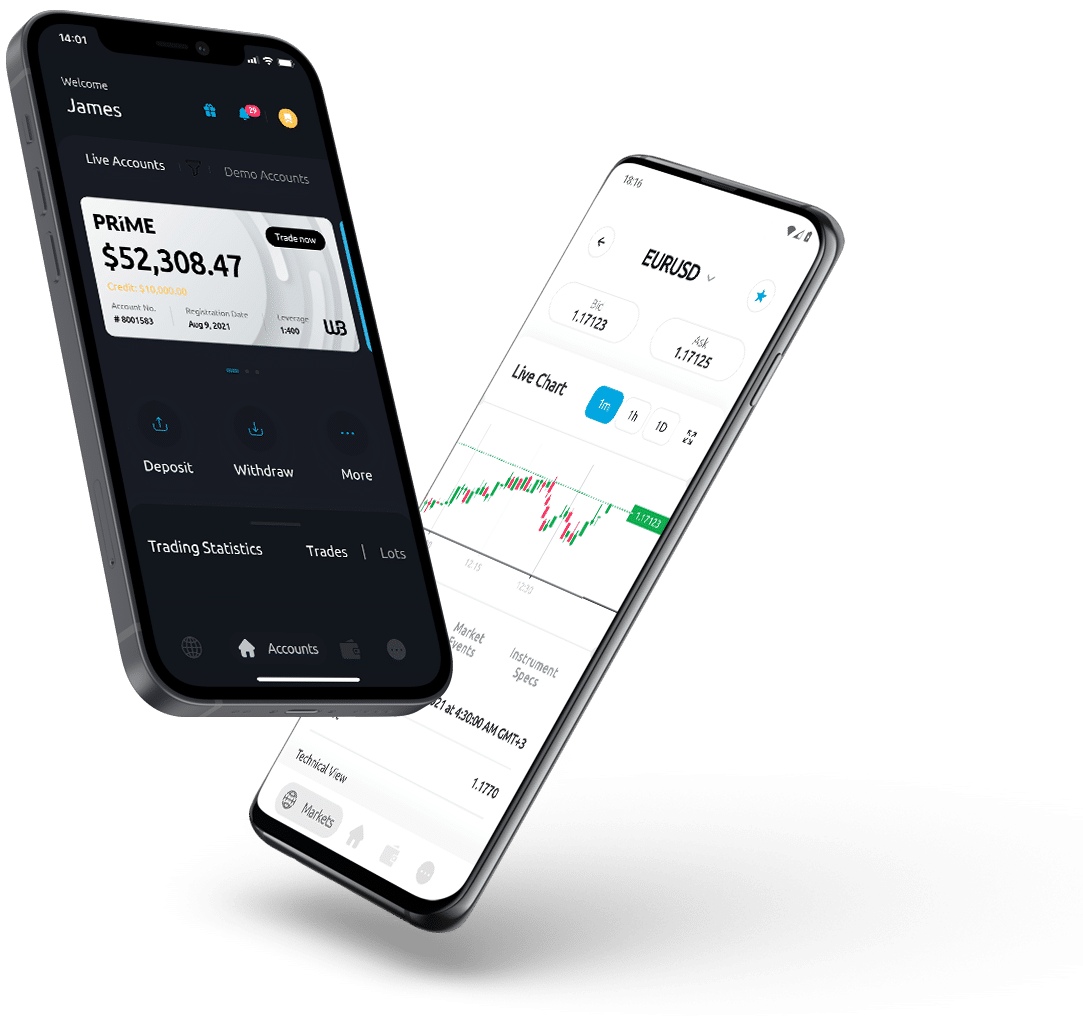 14:01
Welcome
James
29
Live Accounts
Demo Accounts
PRiME
Trade now
$52,308.47
Credit: $10,000.00
Account No.
Registration Date
Leverage
# 8001583
Aug 9, 2021
1:400
WB
Deposit
Withdraw
More
Trading Statistics
Trades | Lots
Accounts
18:16
EURUSD
Bid
1.17123
Ask
1.17125
Live Chart
1m
1h
1D
1.17123
12:15
12:30
Market
Events
Instrument
Specs
021 at 4:30:00 AM GMT+3
Technical View
1.1770
Markets